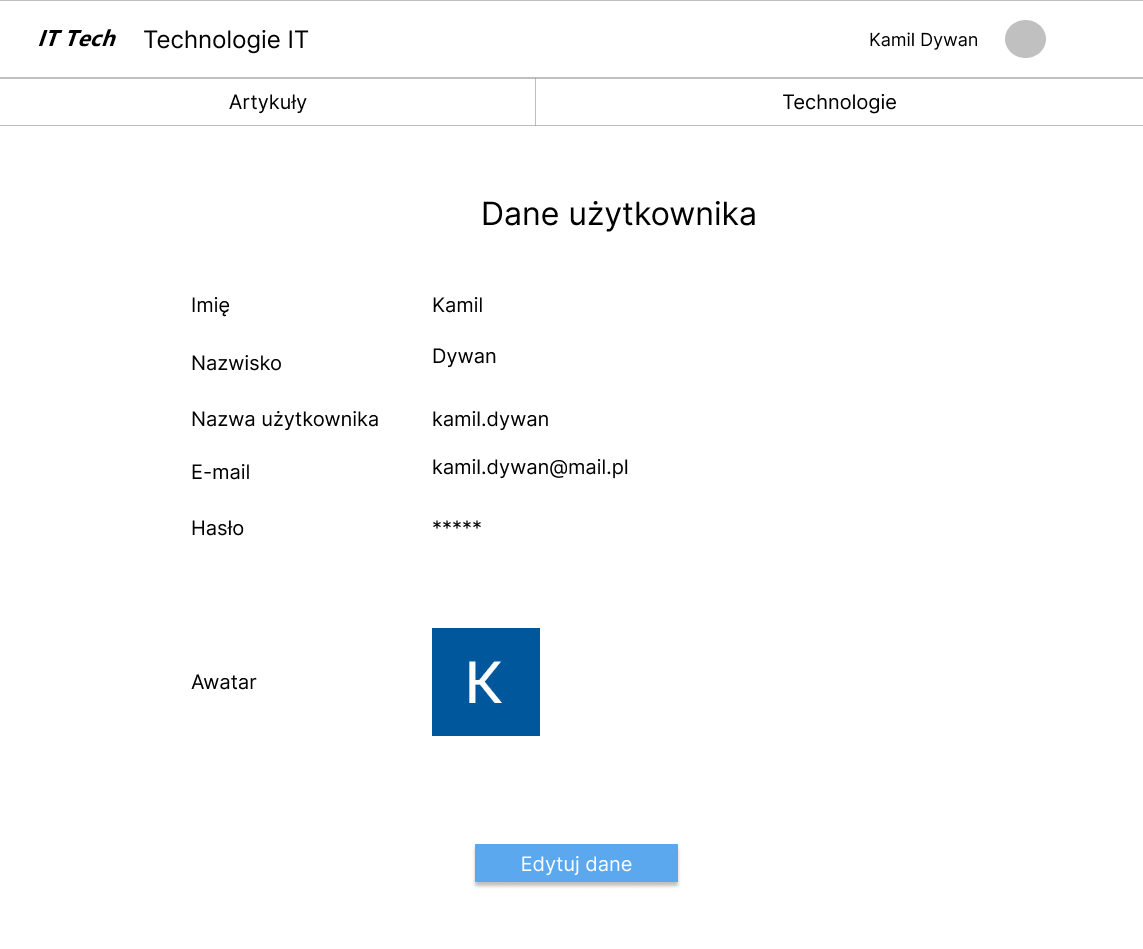 IT Tech Technologie IT Kamil Dywan
Artykuły Technologie
Dane użytkownika
Imię Kamil
Nazwisko Dywan
Nazwa użytkownika kamil.dywan
E-mail kamil.dywan@mail.pl
Hasło *****
Awatar K
Edytuj dane